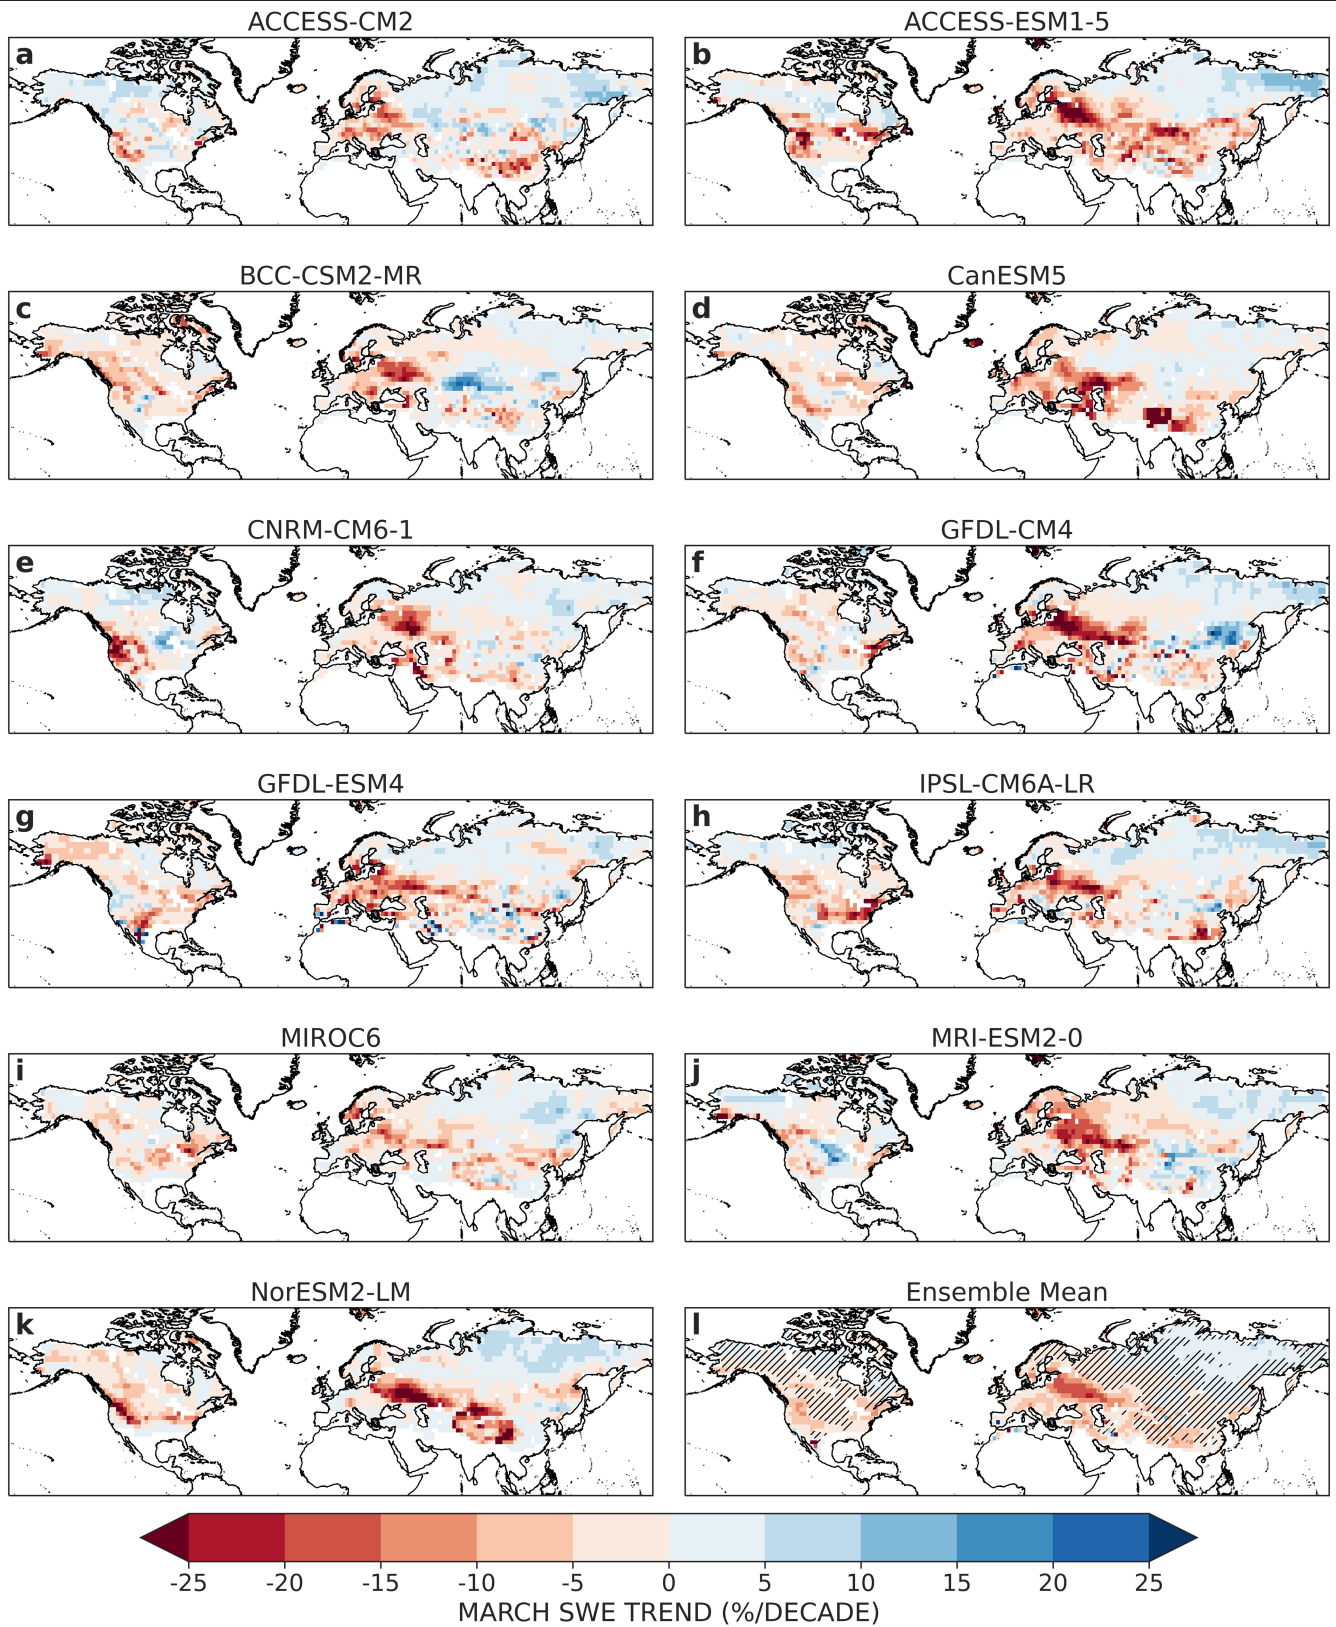 ACCESS-CM2
ACCESS-ESM1-5
a
b
BCC-CSM2-MR
CanESM5
c
d
CNRM-CM6-1
GFDL-CM4
e
f
GFDL-ESM4
IPSL-CM6A-LR
g
h
MIROC6
MRI-ESM2-0
i
j
NorESM2-LM
Ensemble Mean
k
l
-25 -20 -15 -10 -5 0 5 10 15 20 25
MARCH SWE TREND (%/DECADE)